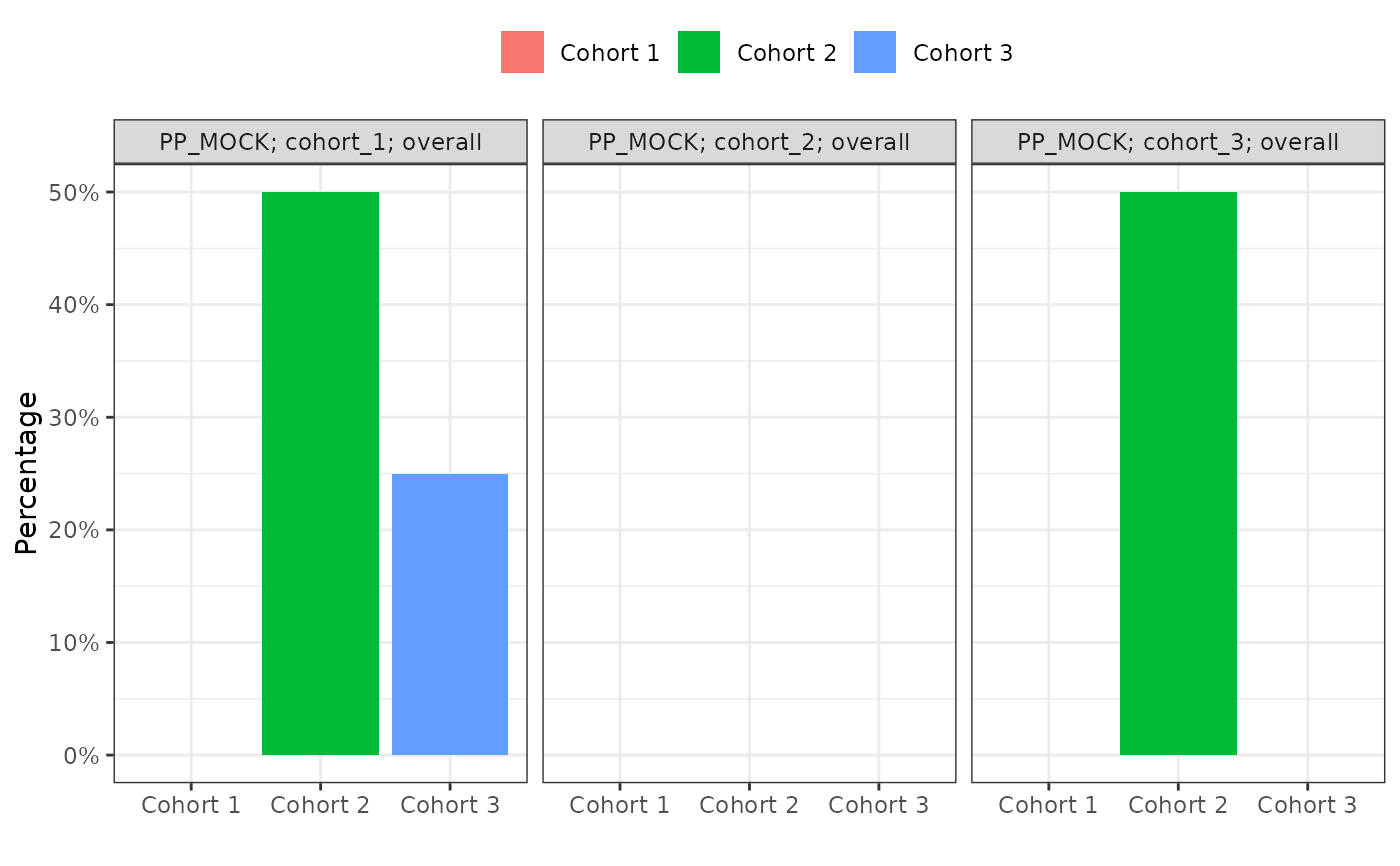 Cohort 1 Cohort 2 Cohort 3
PP_MOCK; cohort_1; overall PP_MOCK; cohort_2; overall PP_MOCK; cohort_3; overall
Percentage
50%
40%
30%
20%
10%
0%
Cohort 1 Cohort 2 Cohort 3 Cohort 1 Cohort 2 Cohort 3 Cohort 1 Cohort 2 Cohort 3